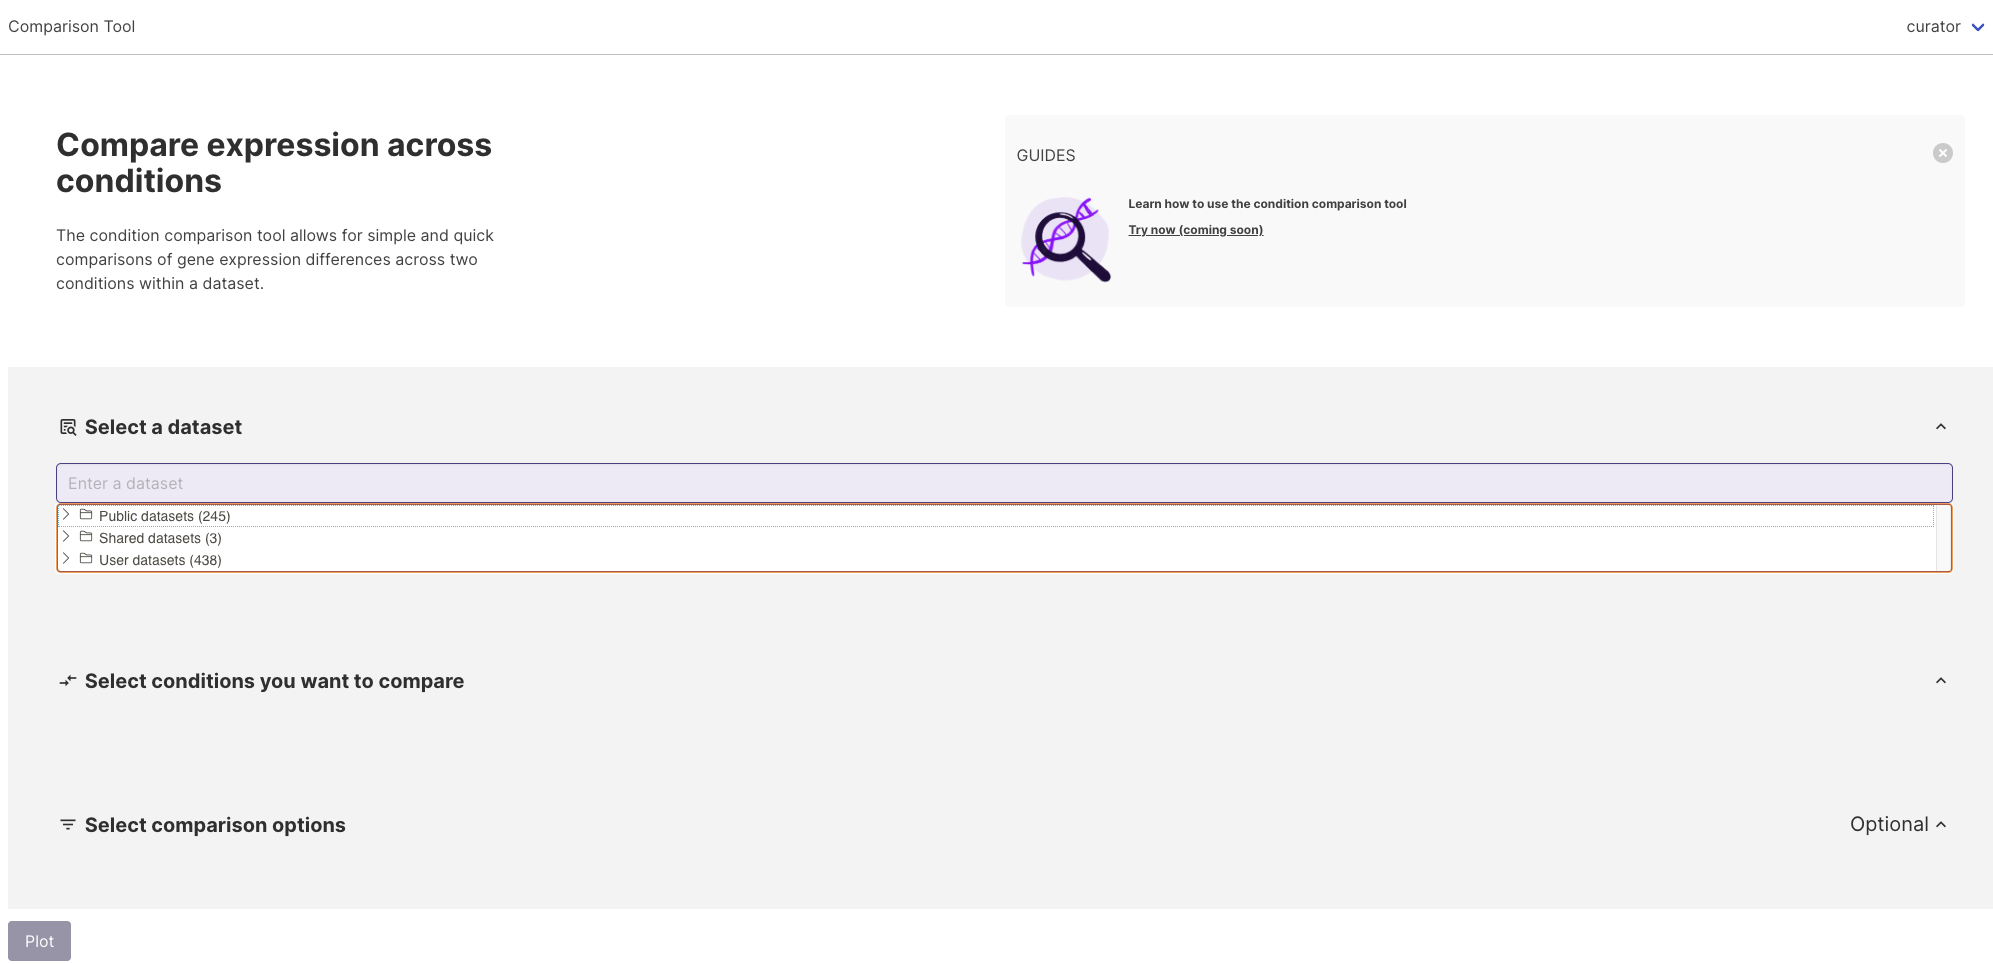 Comparison Tool
curator
Compare expression across
conditions
The condition comparison tool allows for simple and quick
comparisons of gene expression differences across two
conditions within a dataset.
GUIDES
Learn how to use the condition comparison tool
Try now (coming soon)
Select a dataset
Enter a dataset
Public datasets (245)
Shared datasets (3)
User datasets (438)
Select conditions you want to compare
Select comparison options
Optional
Plot